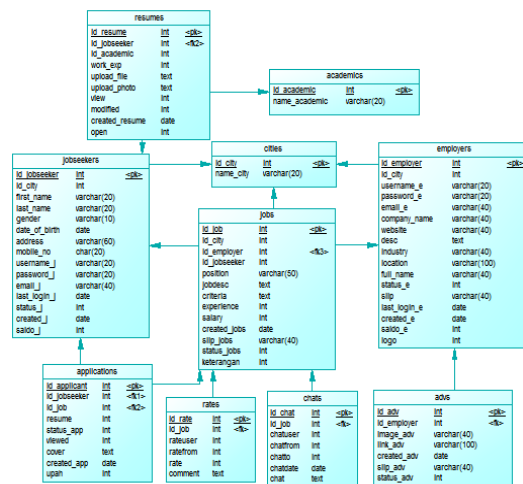 resumes
Id_resume Int <pk>
Id_jobseeker Int <fk2>
Id_academic Int
work_exp Int
upload_file text
upload_photo text
view Int
modified Int
created_resume date
open Int
academics
Id_academic Int <pk>
name_academic varchar(20)
cities
Id_city Int <pk>
name_city varchar(20)
jobseekers
Id_jobseeker Int <pk>
Id_city Int
first_name varchar(20)
last_name varchar(20)
gender varchar(10)
date_of_birth date
address varchar(60)
mobile_no char(20)
username_j varchar(20)
password_j varchar(20)
email_j varchar(40)
last_login_j date
status_j Int
created_j date
saldo_j Int
employers
Id_employer Int <pk>
Id_city Int
username_e varchar(20)
password_e varchar(20)
email_e varchar(40)
company_name varchar(40)
website varchar(40)
desc text
Industry varchar(40)
location varchar(100)
full_name varchar(40)
status_e Int
slip varchar(40)
last_login_e date
created_e date
saldo_e Int
logo Int
jobs
Id_job Int <pk>
Id_city Int
Id_employer Int <fk3>
Id_jobseeker Int
position varchar(50)
jobdesc text
criteria text
experience Int
salary Int
created_jobs date
slip_jobs varchar(40)
status_jobs Int
keterangan Int
applications
Id_applicant Int <pk>
Id_jobseeker Int <fk1>
Id_job Int <fk2>
resume Int
status_app Int
viewed Int
cover text
created_app date
upah Int
rates
Id_rate Int <pk>
Id_job Int <fk>
rateuser Int
ratefrom Int
rate Int
comment text
chats
Id_chat Int <pk>
Id_job Int <fk>
chatuser Int
chatfrom Int
chatto Int
chatdate date
chat text
advs
Id_adv Int <pk>
Id_employer Int <fk>
Image_adv varchar(40)
link_adv varchar(100)
created_adv date
slip_adv varchar(40)
status_adv Int